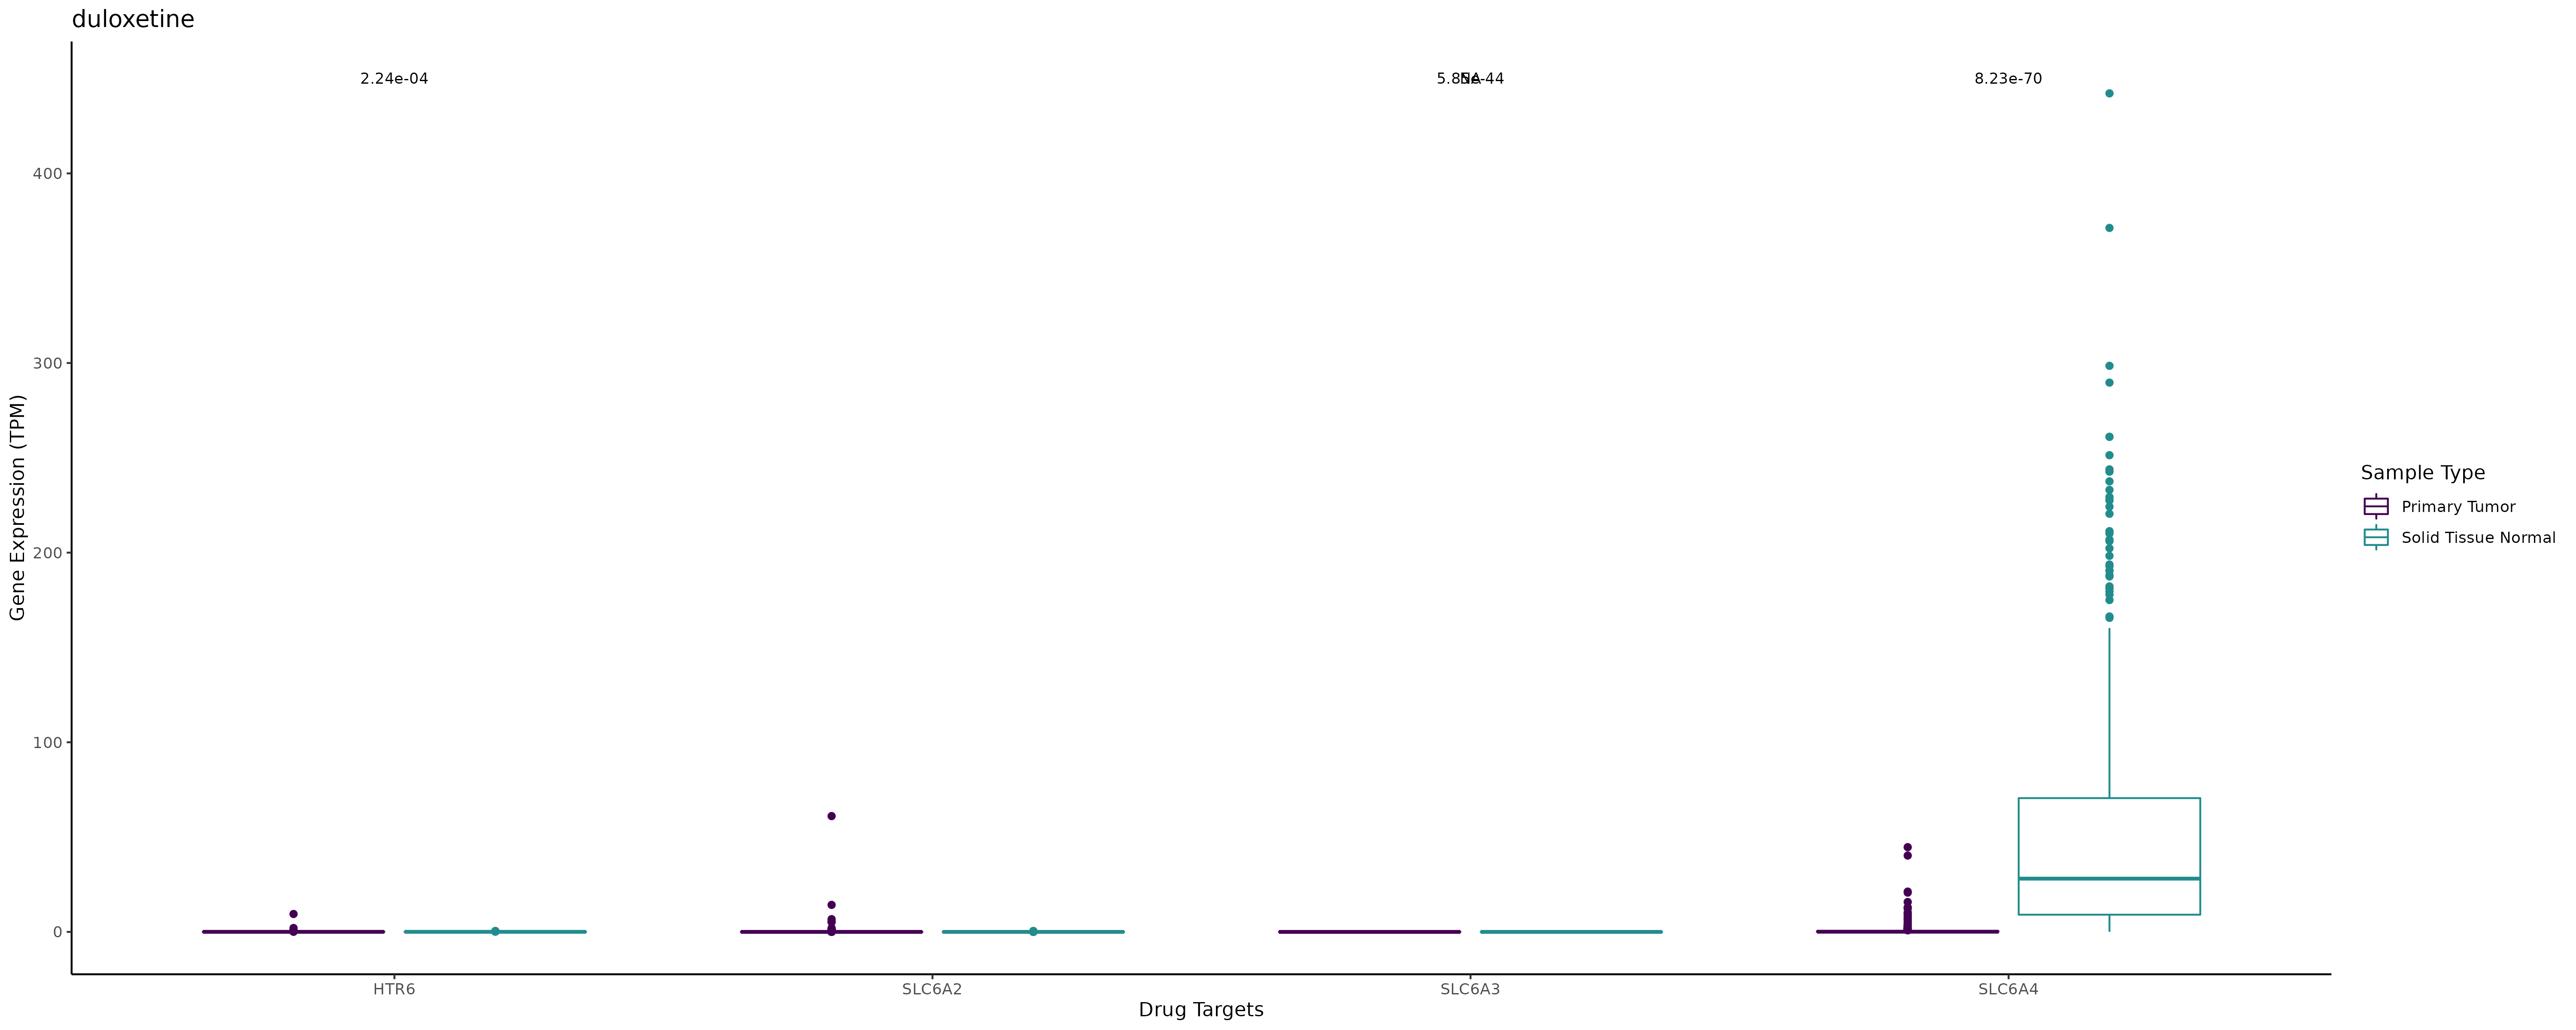 duloxetine
2.24e-04
8.23e-70
400
300
200
100
0
Gene Expression (TPM)
HTR6
SLC6A2
SLC6A3
SLC6A4
Drug Targets
Sample Type
Primary Tumor
Solid Tissue Normal